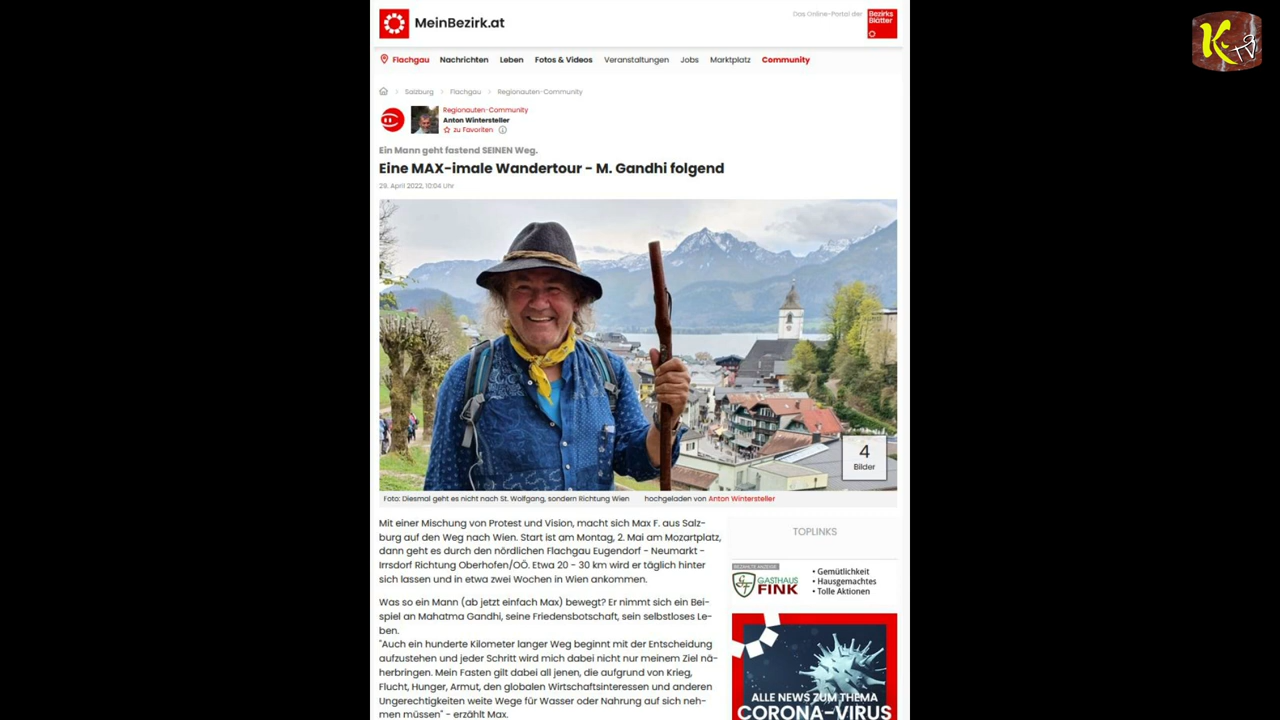 MeinBezirk.at
Das Online-Portal der
Bezirks
Blätter
Flachgau Nachrichten Leben Fotos & Videos Veranstaltungen Jobs Marktplatz Community
Salzburg > Flachgau > Regionauten-Community
Regionauten-Community
Anton Wintersteller
zu Favoriten
Ein Mann geht fastend SEINEN Weg.
Eine MAX-imale Wandertour - M. Gandhi folgend
29. April 2022, 10:04 Uhr
4
Bilder
Foto: Diesmal geht es nicht nach St. Wolfgang, sondern Richtung Wien hochgeladen von Anton Wintersteller
Mit einer Mischung von Protest und Vision, macht sich Max F. aus Salz-
burg auf den Weg nach Wien. Start ist am Montag, 2. Mai am Mozartplatz,
dann geht es durch den nördlichen Flachgau Eugendorf - Neumarkt -
Irrsdorf Richtung Oberhofen/OÖ. Etwa 20 - 30 km wird er täglich hinter
sich lassen und in etwa zwei Wochen in Wien ankommen.
Was so ein Mann (ab jetzt einfach Max) bewegt? Er nimmt sich ein Bei-
spiel an Mahatma Gandhi, seine Friedensbotschaft, sein selbstloses Le-
ben.
"Auch ein hunderte Kilometer langer Weg beginnt mit der Entscheidung
aufzustehen und jeder Schritt wird mich dabei nicht nur meinem Ziel nä-
herbringen. Mein Fasten gilt dabei all jenen, die aufgrund von Krieg,
Flucht, Hunger, Armut, den globalen Wirtschaftsinteressen und anderen
Ungerechtigkeiten weite Wege für Wasser oder Nahrung auf sich neh-
men müssen" - erzählt Max.
TOPLINKS
BEZAHLTE ANZEIGE
GASTHAUS
FINK
• Gemütlichkeit
• Hausgemachtes
• Tolle Aktionen
ALLE NEWS ZUM THEMA
CORONA-VIRUS